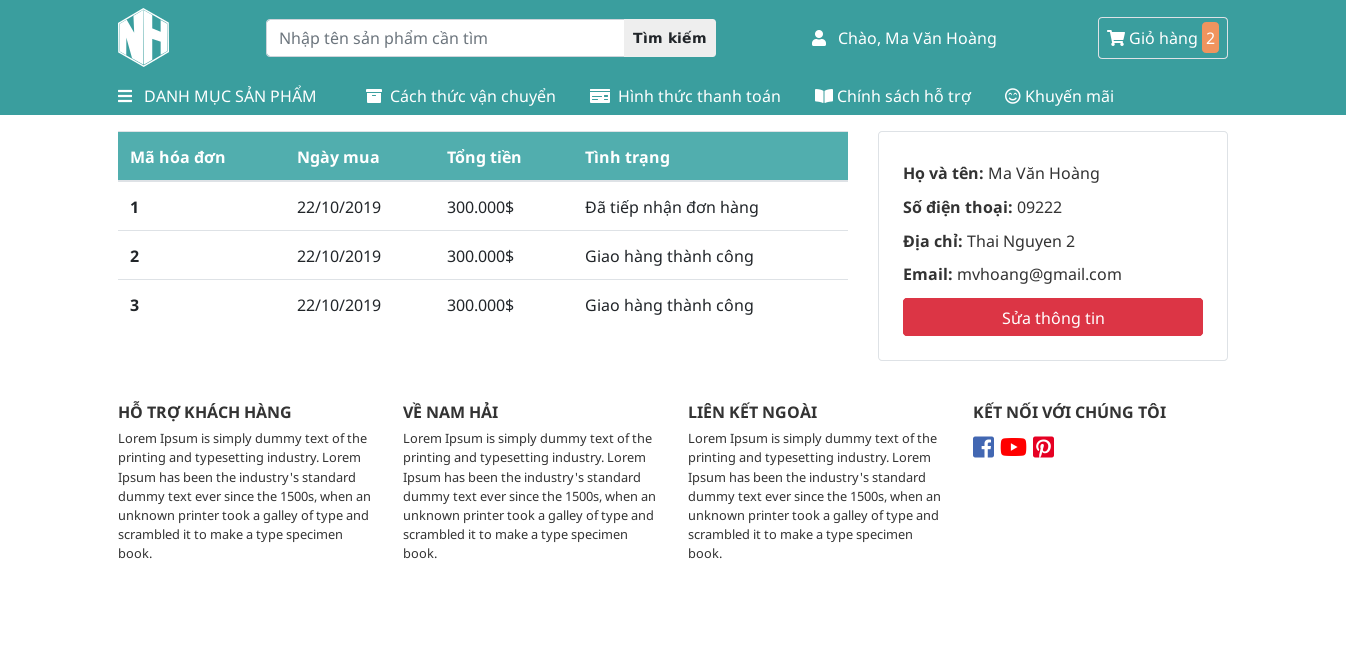 NH
Nhập tên sản phẩm cần tìm
Tìm kiếm
Chào, Ma Văn Hoàng
Giỏ hàng 2
DANH MỤC SẢN PHẨM
Cách thức vận chuyển
Hình thức thanh toán
Chính sách hỗ trợ
Khuyến mãi
Mã hóa đơn Ngày mua Tổng tiền Tình trạng
1 22/10/2019 300.000$ Đã tiếp nhận đơn hàng
2 22/10/2019 300.000$ Giao hàng thành công
3 22/10/2019 300.000$ Giao hàng thành công
Họ và tên: Ma Văn Hoàng
Số điện thoại: 09222
Địa chỉ: Thai Nguyen 2
Email: mvhoang@gmail.com
Sửa thông tin
HỖ TRỢ KHÁCH HÀNG
Lorem Ipsum is simply dummy text of the
printing and typesetting industry. Lorem
Ipsum has been the industry's standard
dummy text ever since the 1500s, when an
unknown printer took a galley of type and
scrambled it to make a type specimen
book.
VỀ NAM HẢI
Lorem Ipsum is simply dummy text of the
printing and typesetting industry. Lorem
Ipsum has been the industry's standard
dummy text ever since the 1500s, when an
unknown printer took a galley of type and
scrambled it to make a type specimen
book.
LIÊN KẾT NGOÀI
Lorem Ipsum is simply dummy text of the
printing and typesetting industry. Lorem
Ipsum has been the industry's standard
dummy text ever since the 1500s, when an
unknown printer took a galley of type and
scrambled it to make a type specimen
book.
KẾT NỐI VỚI CHÚNG TÔI